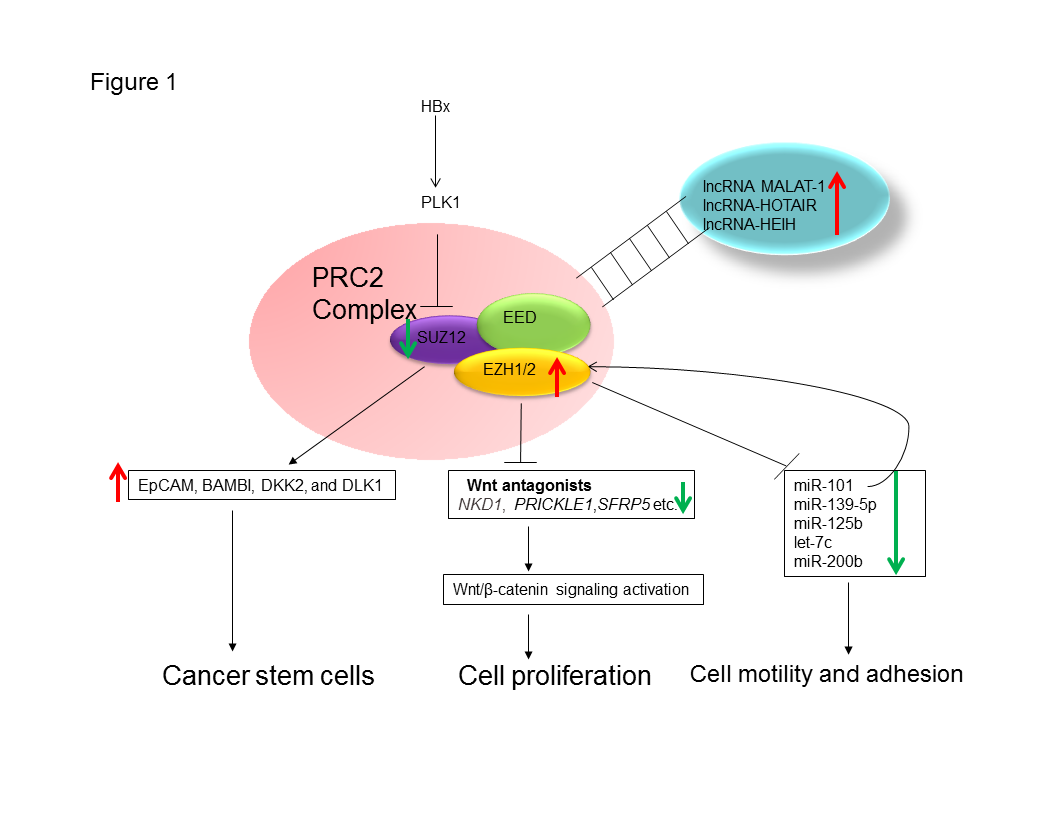 Figure 1
HBx
PLK1
lncRNA MALAT-1
lncRNA-HOTAIR
lncRNA-HEIH
PRC2
Complex
SUZ12
EED
EZH1/2
EpCAM, BAMBI, DKK2, and DLK1
Wnt antagonists
NKD1, PRICKLE1,SFRP5 etc.
miR-101
miR-139-5p
miR-125b
let-7c
miR-200b
Wnt/β-catenin signaling activation
Cancer stem cells
Cell proliferation
Cell motility and adhesion